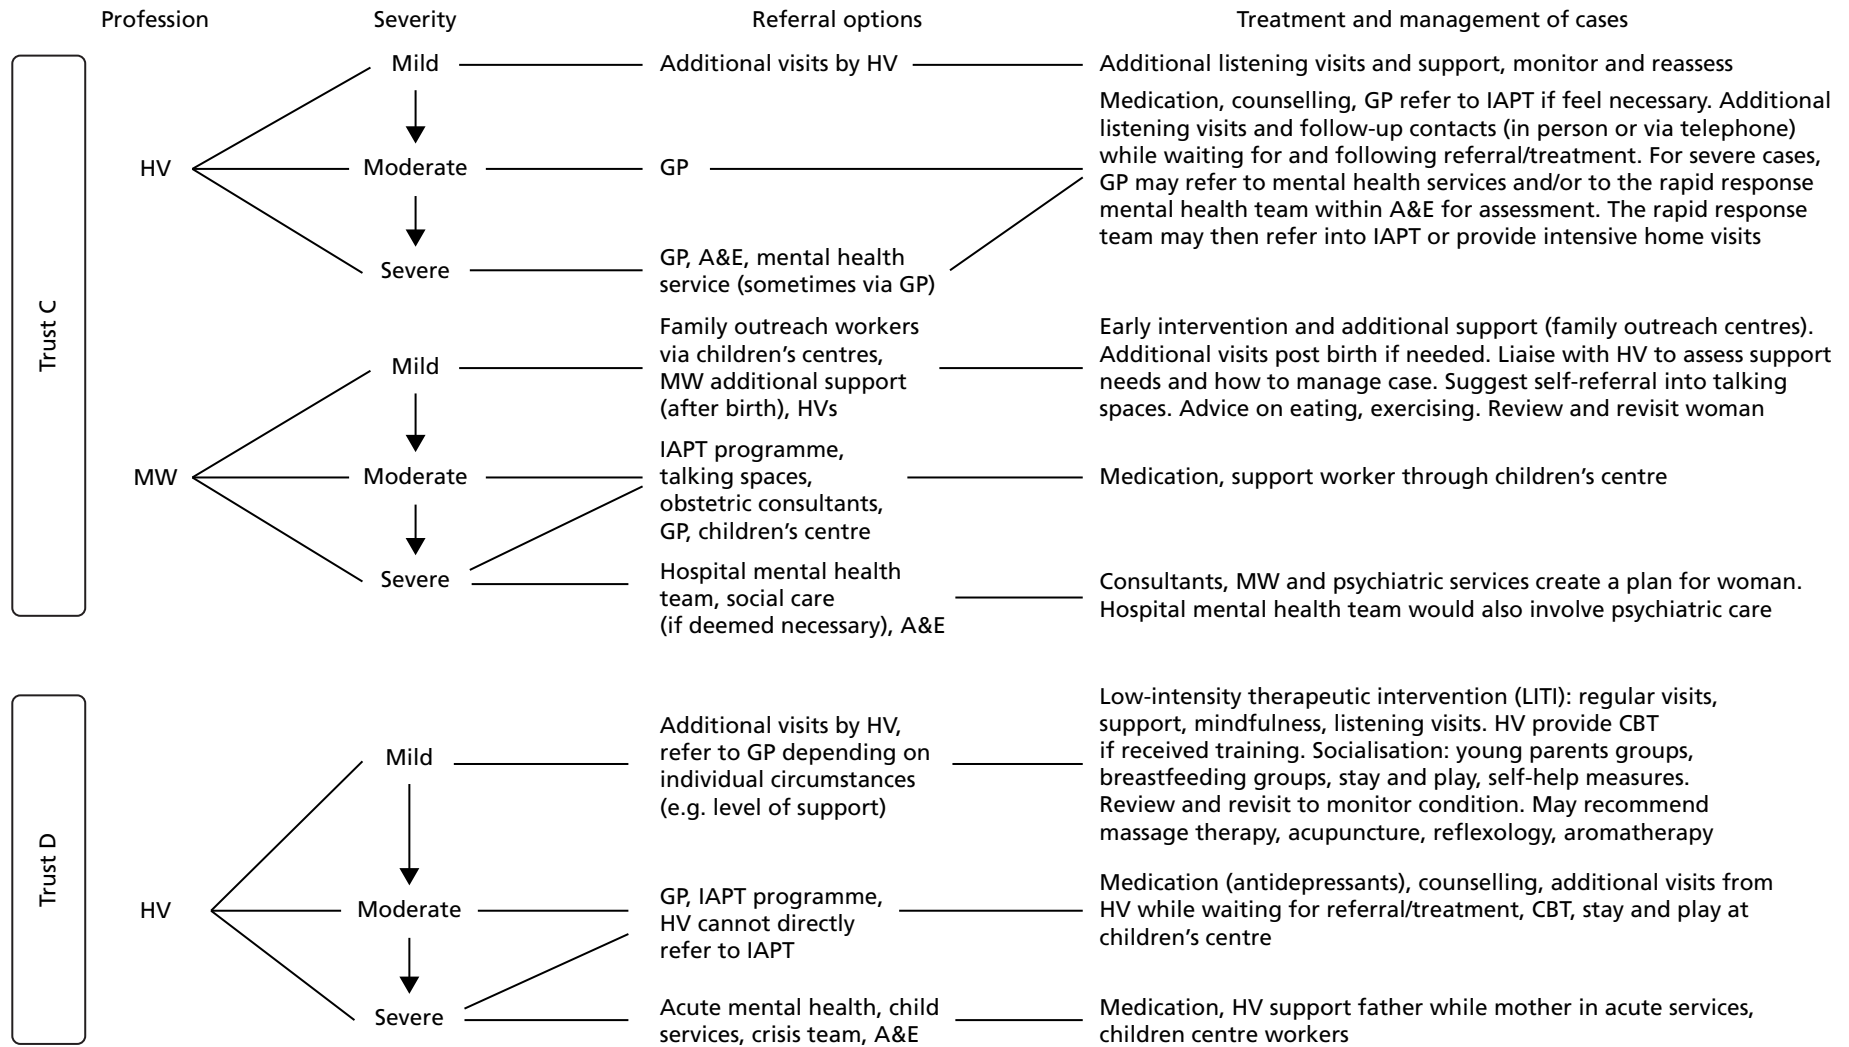 Profession
Severity
Referral options
Treatment and management of cases
Trust C
HV
Mild
Additional visits by HV
Additional listening visits and support, monitor and reassess
Moderate
GP
Medication, counselling, GP refer to IAPT if feel necessary. Additional
listening visits and follow-up contacts (in person or via telephone)
while waiting for and following referral/treatment. For severe cases,
GP may refer to mental health services and/or to the rapid response
mental health team within A&E for assessment. The rapid response
team may then refer into IAPT or provide intensive home visits
Severe
GP, A&E, mental health
service (sometimes via GP)
MW
Mild
Family outreach workers
via children’s centres,
MW additional support
(after birth), HVs
Early intervention and additional support (family outreach centres).
Additional visits post birth if needed. Liaise with HV to assess support
needs and how to manage case. Suggest self-referral into talking
spaces. Advice on eating, exercising. Review and revisit woman
Moderate
IAPT programme,
talking spaces,
obstetric consultants,
GP, children’s centre
Medication, support worker through children’s centre
Severe
Hospital mental health
team, social care
(if deemed necessary), A&E
Consultants, MW and psychiatric services create a plan for woman.
Hospital mental health team would also involve psychiatric care
Trust D
HV
Mild
Additional visits by HV,
refer to GP depending on
individual circumstances
(e.g. level of support)
Low-intensity therapeutic intervention (LITI): regular visits,
support, mindfulness, listening visits. HV provide CBT
if received training. Socialisation: young parents groups,
breastfeeding groups, stay and play, self-help measures.
Review and revisit to monitor condition. May recommend
massage therapy, acupuncture, reflexology, aromatherapy
Moderate
GP, IAPT programme,
HV cannot directly
refer to IAPT
Medication (antidepressants), counselling, additional visits from
HV while waiting for referral/treatment, CBT, stay and play at
children’s centre
Severe
Acute mental health, child
services, crisis team, A&E
Medication, HV support father while mother in acute services,
children centre workers